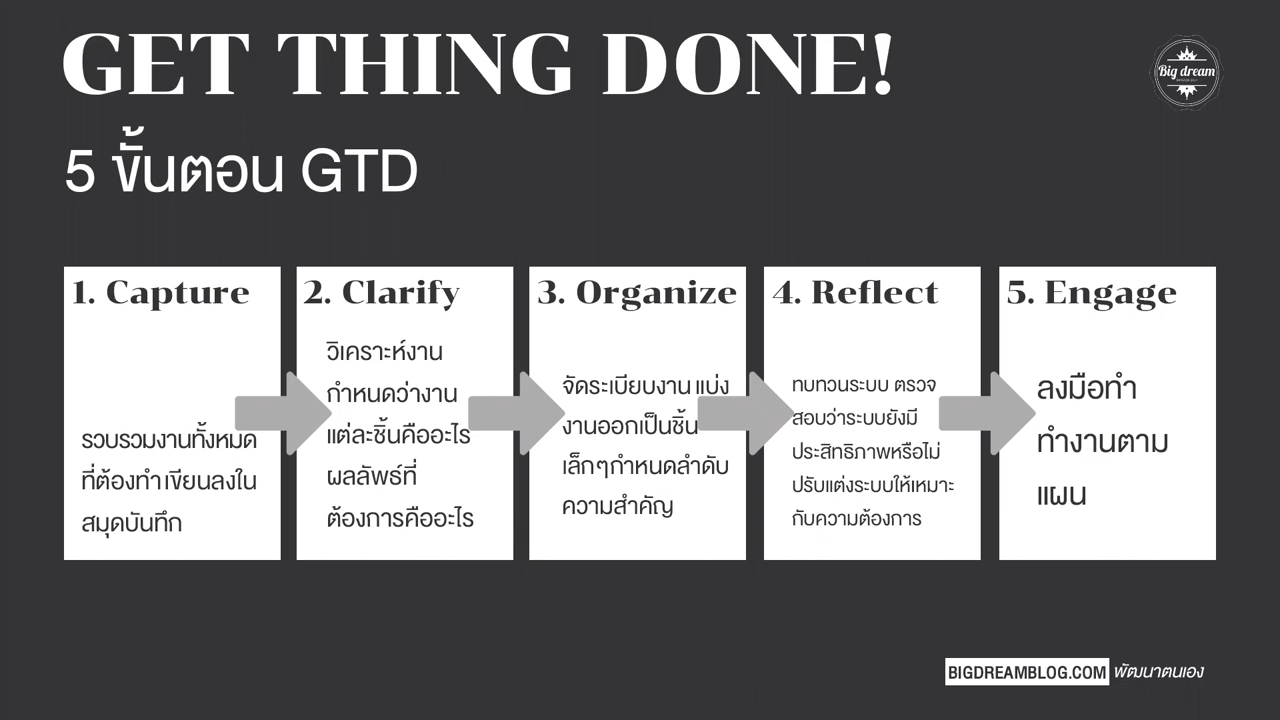 GET THING DONE!
Big dream
5 ขั้นตอน GTD
1. Capture
รวบรวมงานทั้งหมด
ที่ต้องทำ เขียนลงใน
สมุดบันทึก
2. Clarify
วิเคราะห์งาน
กำหนดว่างาน
แต่ละชิ้นคืออะไร
ผลลัพธ์ที่
ต้องการคืออะไร
3. Organize
จัดระเบียบงาน แบ่ง
งานออกเป็นชิ้น
เล็กๆกำหนดลำดับ
ความสำคัญ
4. Reflect
ทบทวนระบบ ตรวจ
สอบว่าระบบยังมี
ประสิทธิภาพหรือไม่
ปรับแต่งระบบให้เหมาะ
กับความต้องการ
5. Engage
ลงมือทำ
ทำงานตาม
แผน
BIGDREAMBLOG.COM พัฒนาตนเอง